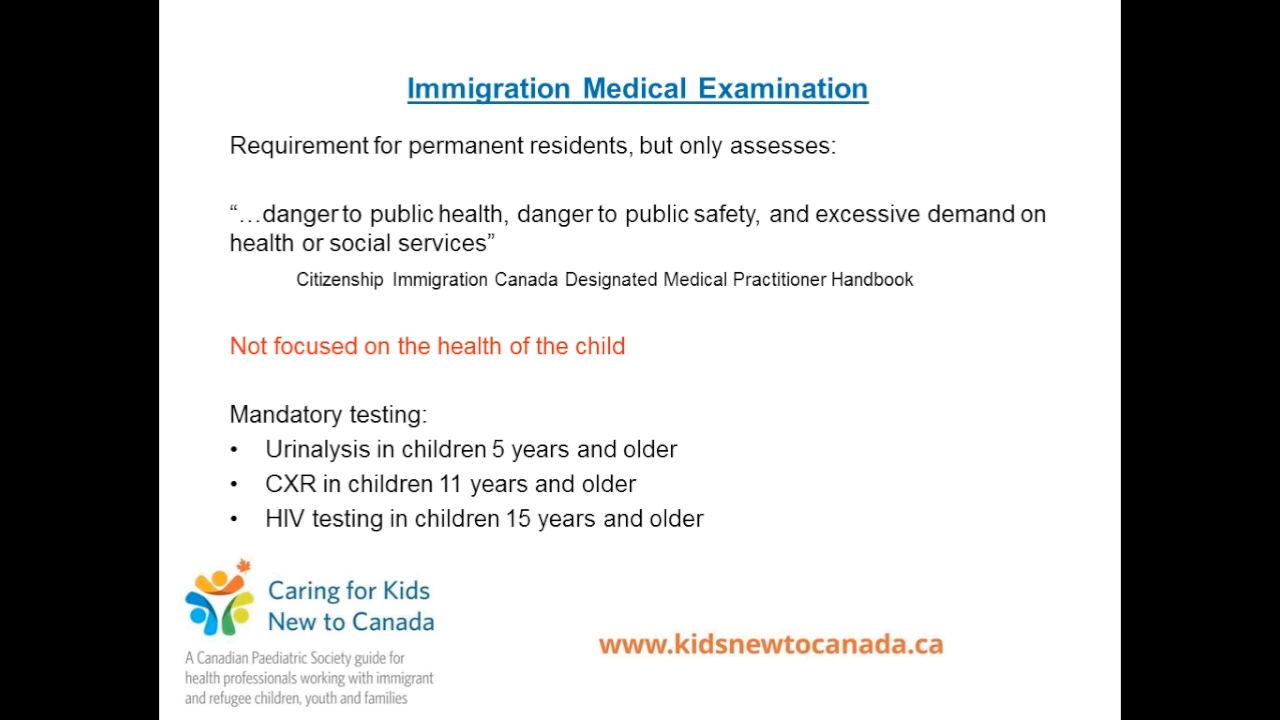 Immigration Medical Examination
Requirement for permanent residents, but only assesses:
“…danger to public health, danger to public safety, and excessive demand on
health or social services”
Citizenship Immigration Canada Designated Medical Practitioner Handbook
Not focused on the health of the child
Mandatory testing:
• Urinalysis in children 5 years and older
• CXR in children 11 years and older
• HIV testing in children 15 years and older
Caring for Kids
New to Canada
A Canadian Paediatric Society guide for
health professionals working with immigrant
and refugee children, youth and families
www.kidsnewtocanada.ca